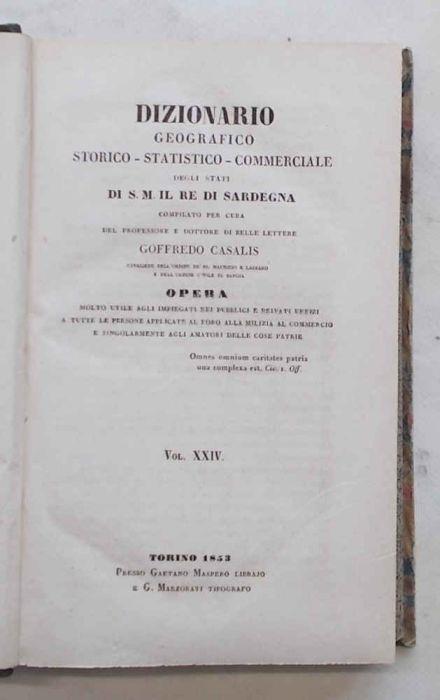 DIZIONARIO
GEOGRAFICO
STORICO - STATISTICO - COMMERCIALE
DEGLI STATI
DI S. M. IL RE DI SARDEGNA
COMPILATO PER CURA
DEL PROFESSORE E DOTTORE DI BELLE LETTERE
GOFFREDO CASALIS
CAVALIERE DELL'ORDINE DE' SS. MAURIZIO E LAZZARO
E DELL'ORDINE CIVILE DI SAVOIA
OPERA
MOLTO UTILE AGLI IMPIEGATI NEI PUBBLICI E PRIVATI UFFIZI
A TUTTE LE PERSONE APPLICATE AL FORO ALLA MILIZIA AL COMMERCIO
E SINGOLARMENTE AGLI AMATORI DELLE COSE PATRIE
Omnes omnium caritates patria
una complexa est. Cic. 1. Off.
VOL. XXIV.
TORINO 1853
PRESSO GAETANO MASPERO LIBRAJO
E G. MARZORATI TIPOGRAFO